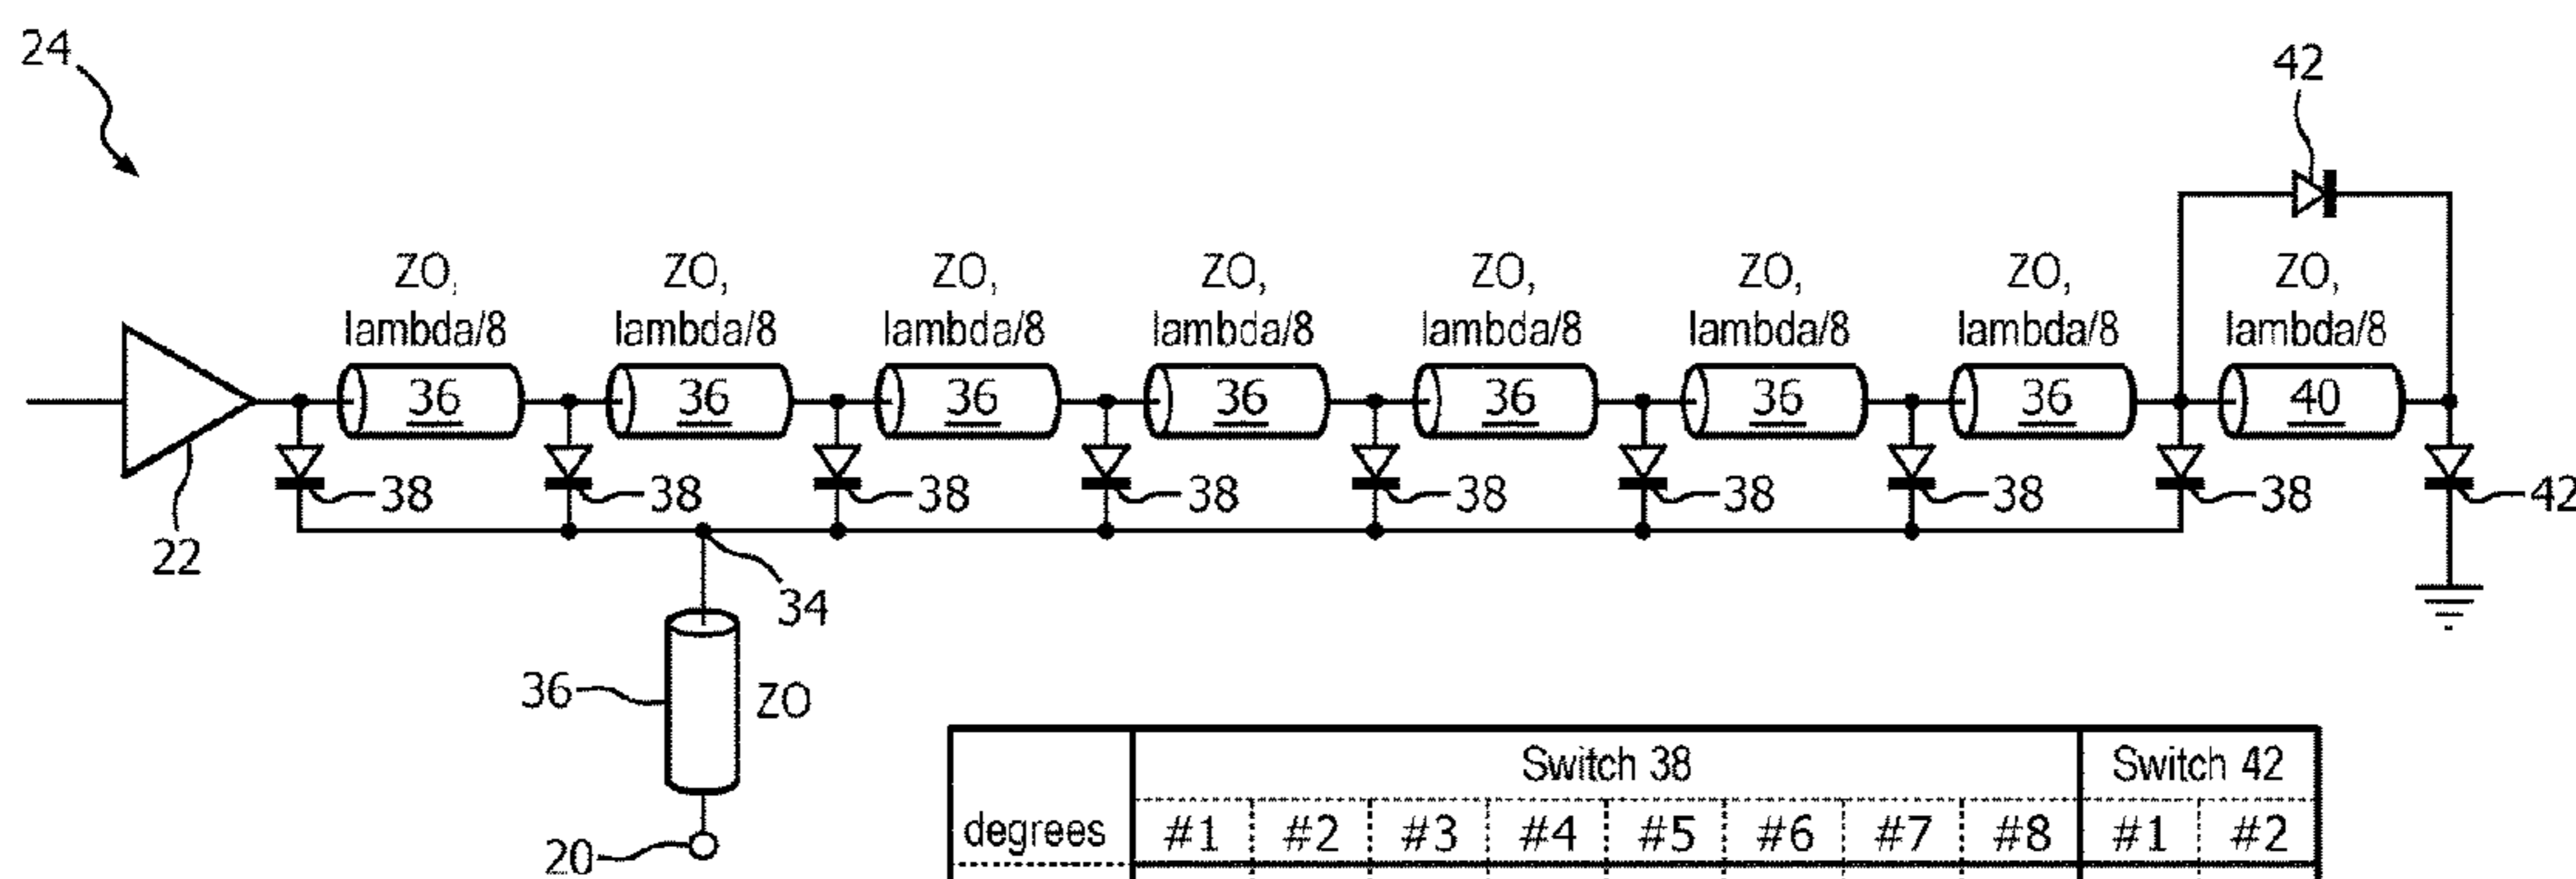 24
42
ZO, ZO, ZO, ZO, ZO, ZO, ZO, ZO,
lambda/8 lambda/8 lambda/8 lambda/8 lambda/8 lambda/8 lambda/8 lambda/8
36 36 36 36 36 36 36 40
38 38 38 38 38 38 38 38 42
22
34
36 ZO
20
Switch 38 Switch 42
degrees #1 #2 #3 #4 #5 #6 #7 #8 #1 #2